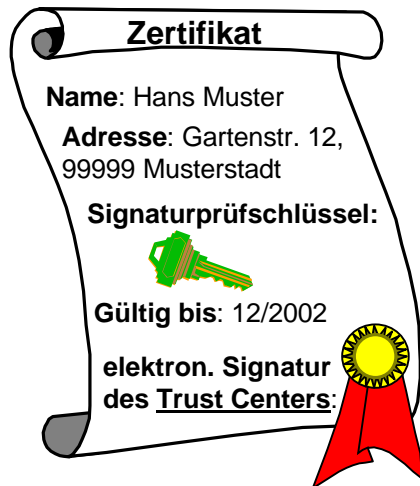 Zertifikat
Name: Hans Muster
Adresse: Gartenstr. 12,
99999 Musterstadt
Signaturprüfschlüssel:
Gültig bis: 12/2002
elektron. Signatur
des Trust Centers: